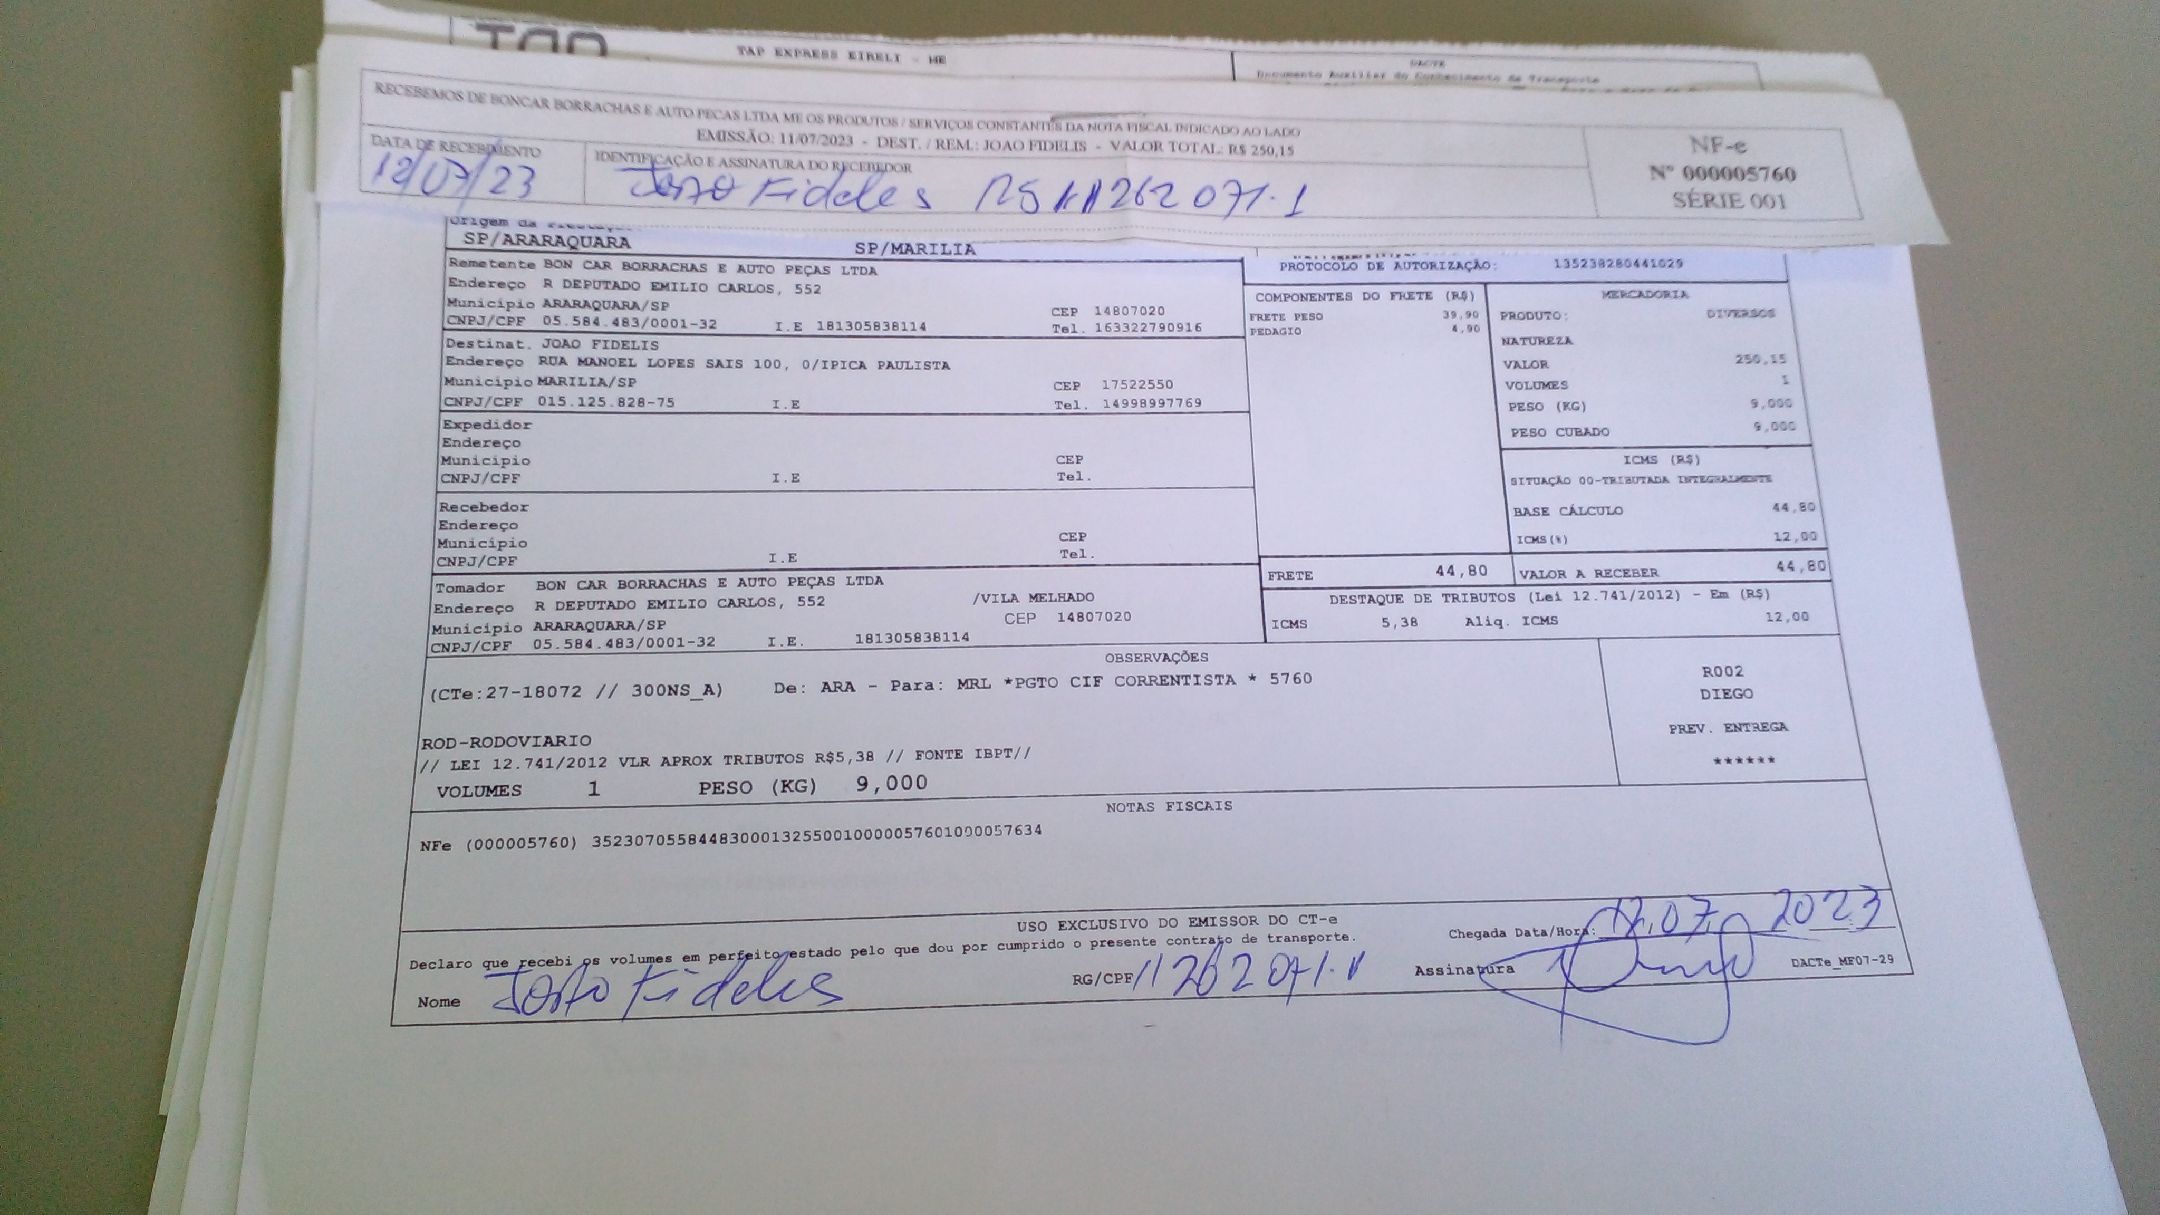 TAP EXPRESS EIRELI - ME
DACTE
Documento Auxiliar do Conhecimento de Transporte
RECEBEMOS DE BONCAR BORRACHAS E AUTO PECAS LTDA ME OS PRODUTOS / SERVIÇOS CONSTANTES DA NOTA FISCAL INDICADO AO LADO
EMISSÃO: 11/07/2023 - DEST. / REM.: JOAO FIDELIS - VALOR TOTAL: R$ 250,15
NF-e
Nº 000005760
SÉRIE 001
DATA DE RECEBIMENTO
12/07/23
IDENTIFICAÇÃO E ASSINATURA DO RECEBEDOR
João Fideles
Origem da
SP/ARARAQUARA SP/MARILIA
PROTOCOLO DE AUTORIZAÇÃO: 135238280441029
Remetente BON CAR BORRACHAS E AUTO PEÇAS LTDA
Endereço R DEPUTADO EMILIO CARLOS, 552
Município ARARAQUARA/SP CEP 14807020
CNPJ/CPF 05.584.483/0001-32 I.E 181305838114 Tel. 163322790916
Destinat. JOAO FIDELIS
Endereço RUA MANOEL LOPES SAIS 100, 0/IPICA PAULISTA
Município MARILIA/SP CEP 17522550
CNPJ/CPF 015.125.828-75 I.E Tel. 14998997769
Expedidor
Endereço
Município CEP
CNPJ/CPF I.E Tel.
Recebedor
Endereço
Município CEP
CNPJ/CPF I.E Tel.
Tomador BON CAR BORRACHAS E AUTO PEÇAS LTDA
Endereço R DEPUTADO EMILIO CARLOS, 552 /VILA MELHADO
Município ARARAQUARA/SP CEP 14807020
CNPJ/CPF 05.584.483/0001-32 I.E. 181305838114
COMPONENTES DO FRETE (R$)
FRETE PESO 39,90
PEDAGIO 4,90
MERCADORIA
PRODUTO: DIVERSOS
NATUREZA
VALOR 250,15
VOLUMES 1
PESO (KG) 9,000
PESO CUBADO 9,000
ICMS (R$)
SITUAÇÃO 00-TRIBUTADA INTEGRALMENTE
BASE CÁLCULO 44,80
ICMS(%) 12,00
FRETE 44,80 VALOR A RECEBER 44,80
DESTAQUE DE TRIBUTOS (Lei 12.741/2012) - Em (R$)
ICMS 5,38 Aliq. ICMS 12,00
OBSERVAÇÕES
(CTe:27-18072 // 300NS_A) De: ARA - Para: MRL *PGTO CIF CORRENTISTA * 5760
ROD-RODOVIARIO
// LEI 12.741/2012 VLR APROX TRIBUTOS R$5,38 // FONTE IBPT//
VOLUMES 1 PESO (KG) 9,000
R002
DIEGO
PREV. ENTREGA
******
NOTAS FISCAIS
NFe (000005760) 35230705584483000132550010000057601000057634
USO EXCLUSIVO DO EMISSOR DO CT-e
Declaro que recebi os volumes em perfeito estado pelo que dou por cumprido o presente contrato de transporte.
Chegada Data/Hora: 12.07. 2023
Nome João Fideles RG/CPF 11262071.1 Assinatura
DACTe_MF07-29